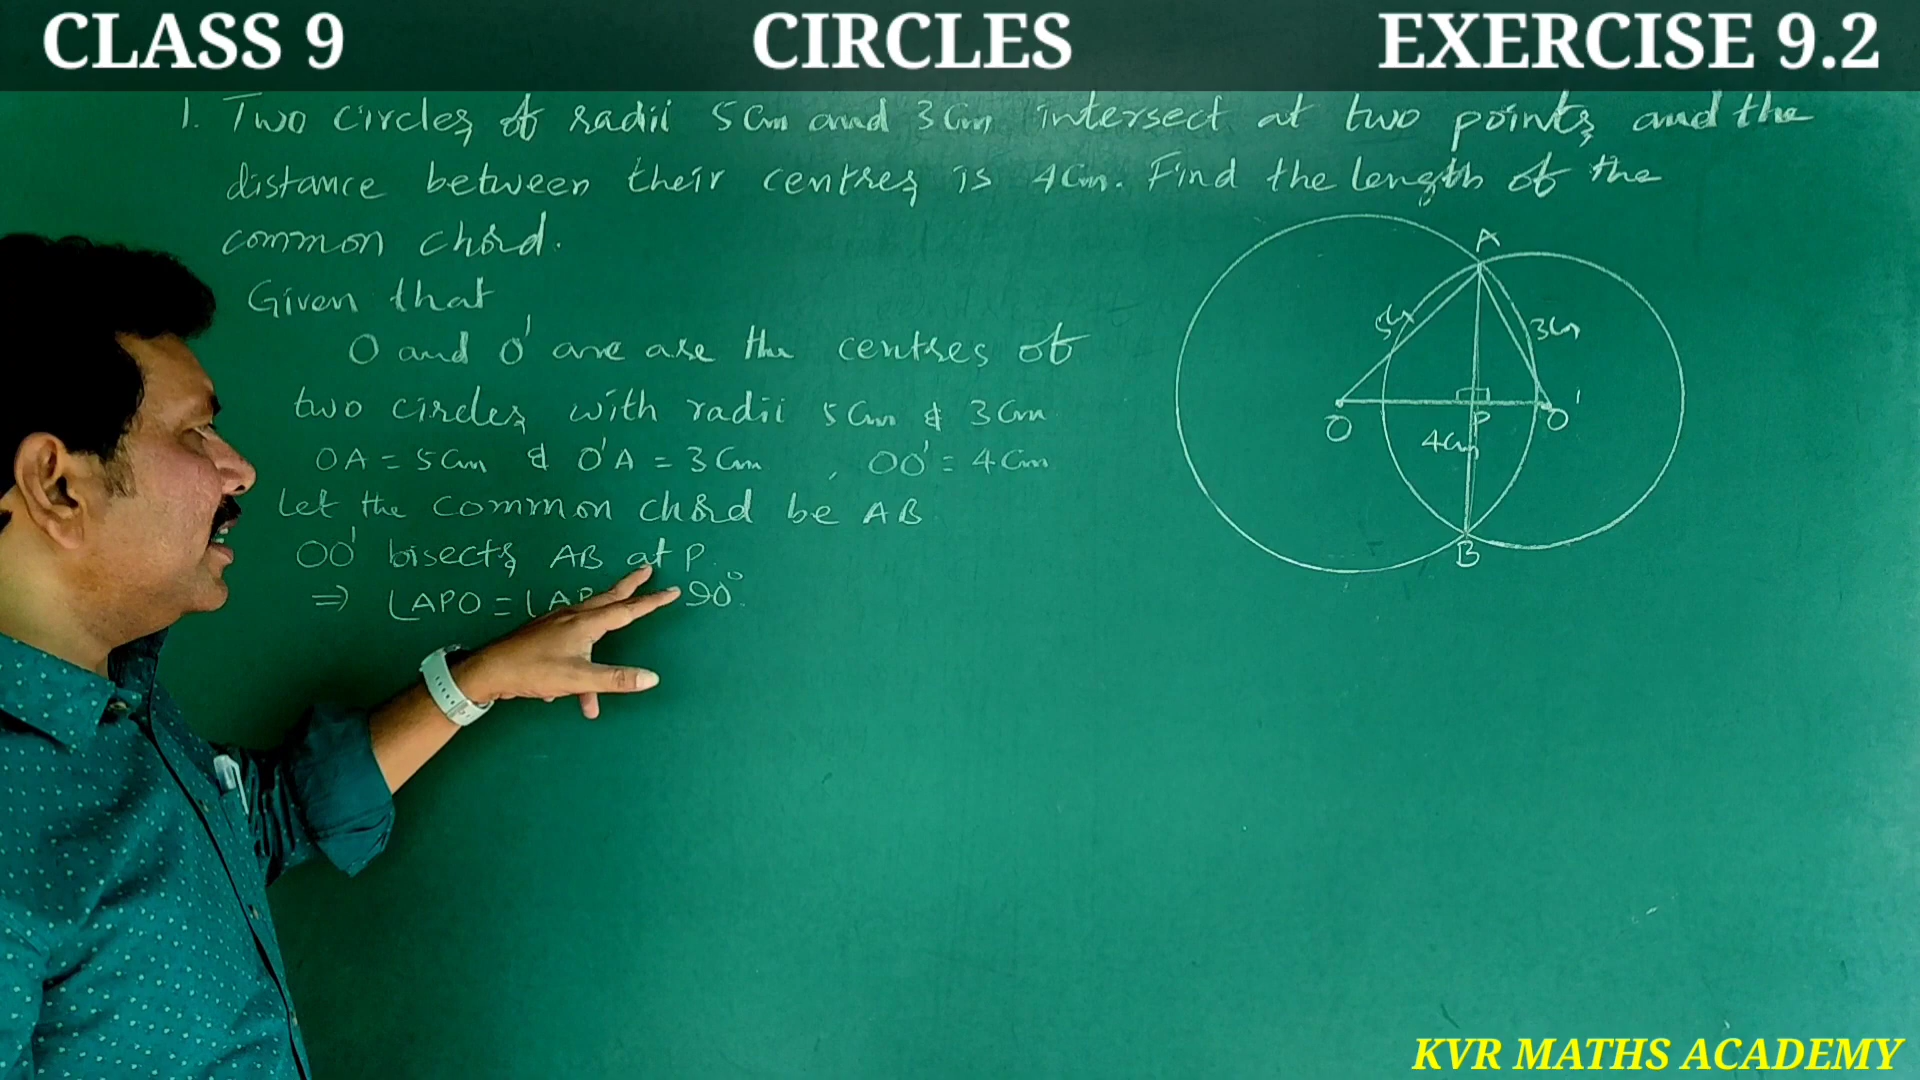 CLASS 9 CIRCLES EXERCISE 9.2
1. Two circles of radii 5cm and 3cm intersect at two points and the
distance between their centres is 4cm. Find the length of the
common chord.
Given that
O and O' are are the centres of
two circles with radii 5cm & 3cm
OA = 5cm & O'A = 3cm , OO' = 4cm
Let the common chord be AB.
OO' bisects AB at P.
⇒ ∠APO = ∠AP 90°.
A
5cm
3cm
O
P
O'
4cm
B
KVR MATHS ACADEMY